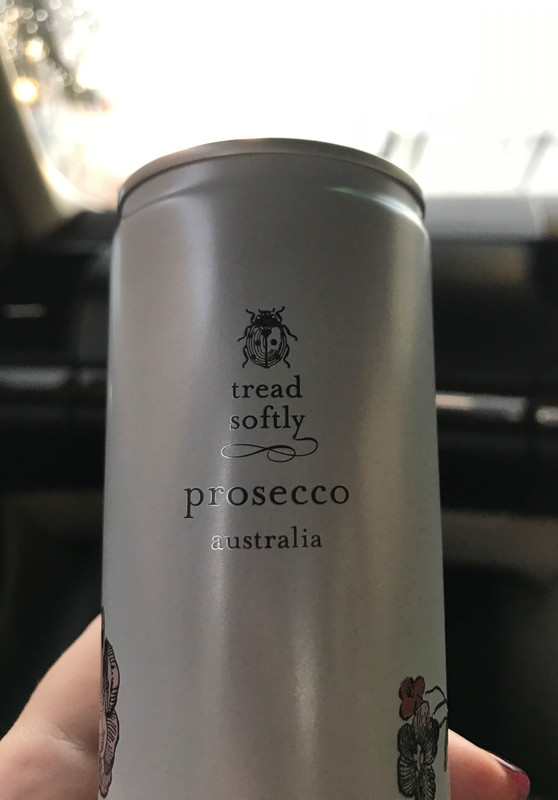 tread
softly
prosecco
australia